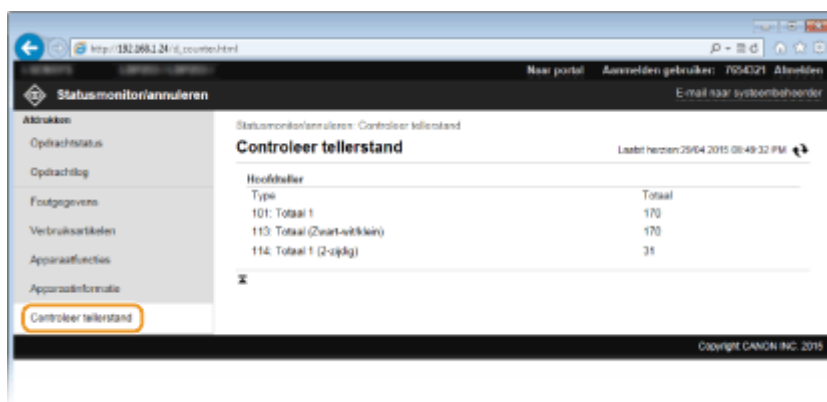 http://192.168.1.24/d_counter.html
Naar portal Aanmelden gebruiker: 7654321 Afmelden
Statusmonitor/annuleren
E-mail naar systeembeheerder
Afdrukken
Opdrachtstatus
Opdrachtlog
Foutgegevens
Verbruiksartikelen
Apparaatfuncties
Apparaatinformatie
Controleer tellerstand
Statusmonitor/annuleren: Controleer tellerstand
Controleer tellerstand
Laatst herzien:29/04 2015 08:49:32 PM
Hoofdteller
Type Totaal
101: Totaal 1 170
113: Totaal (Zwart-wit/klein) 170
114: Totaal 1 (2-zijdig) 31
Copyright CANON INC. 2015